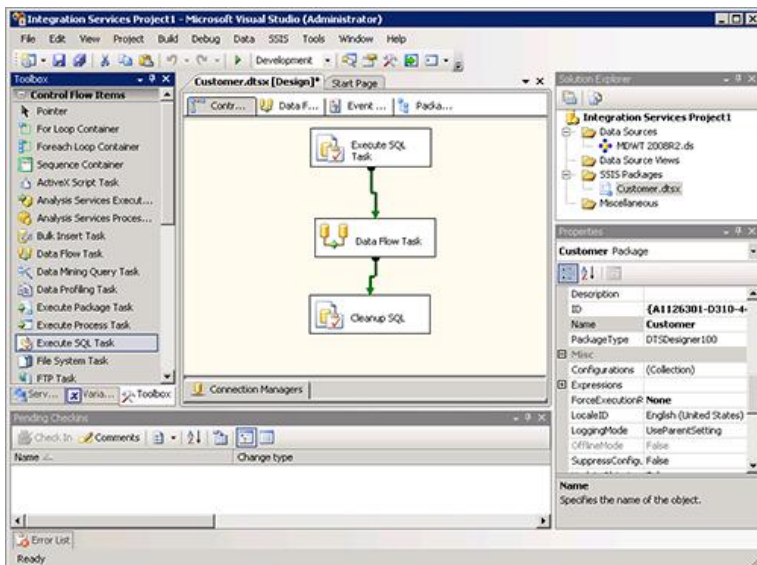 Integration Services Project1 - Microsoft Visual Studio (Administrator)
File Edit View Project Build Debug Data SSIS Tools Window Help
Development
Toolbox
Control Flow Items
Pointer
For Loop Container
Foreach Loop Container
Sequence Container
ActiveX Script Task
Analysis Services Execut...
Analysis Services Proces...
Bulk Insert Task
Data Flow Task
Data Mining Query Task
Data Profiling Task
Execute Package Task
Execute Process Task
Execute SQL Task
File System Task
FTP Task
Serv... Varia... Toolbox
Customer.dtsx [Design]* Start Page
Contr... Data F... Event ... Packa...
Execute SQL
Task
Data Flow Task
Cleanup SQL
Connection Managers
Solution Explorer
Integration Services Project1
Data Sources
MDWT 2008R2.ds
Data Source Views
SSIS Packages
Customer.dtsx
Miscellaneous
Properties
Customer Package
Description
ID {A1126301-D310-4
Name Customer
PackageType DTSDesigner100
Misc
Configurations (Collection)
Expressions
ForceExecutionR None
LocaleID English (United States)
LoggingMode UseParentSetting
OfflineMode False
SuppressConfigu False
Name
Specifies the name of the object.
Pending Checkins
Check In Comments
Name Change type
Error List
Ready